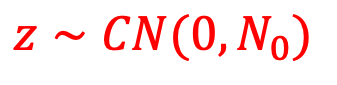 z ~ CN(0, N₀)